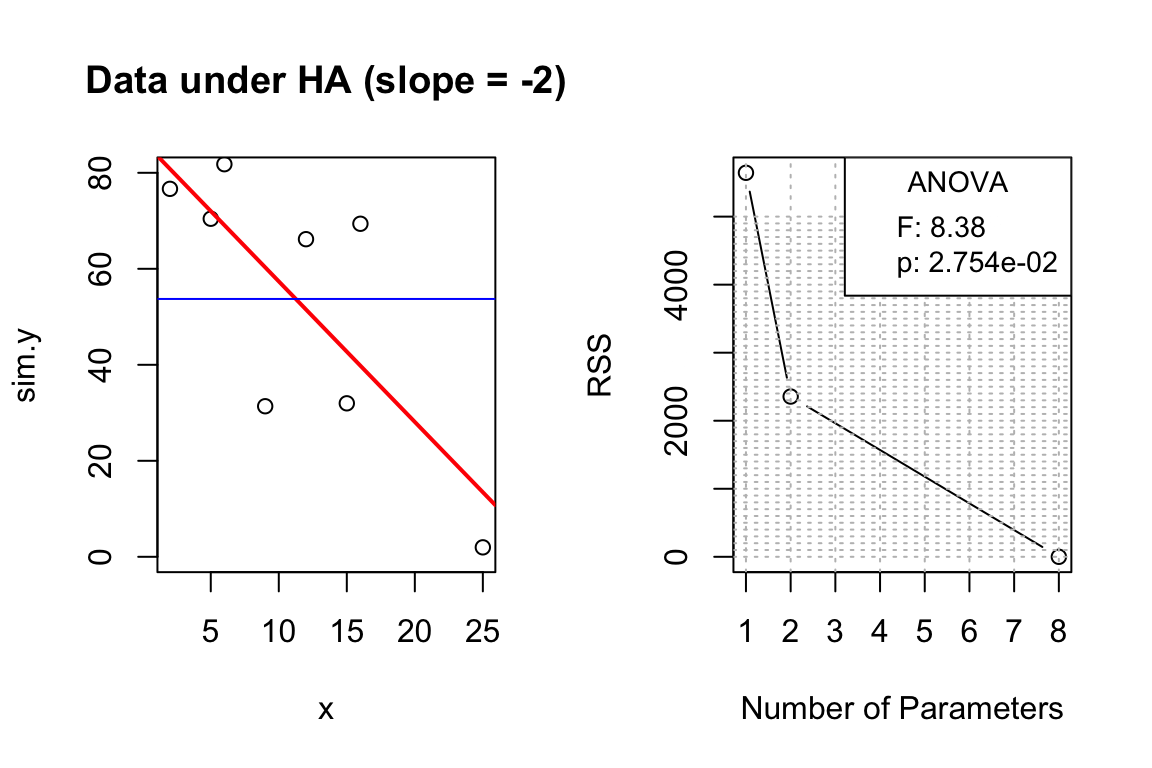 Data under HA (slope = -2)
sim.y
80
60
40
20
0
5 10 15 20 25
x
RSS
4000
2000
0
ANOVA
F: 8.38
p: 2.754e-02
1 2 3 4 5 6 7 8
Number of Parameters